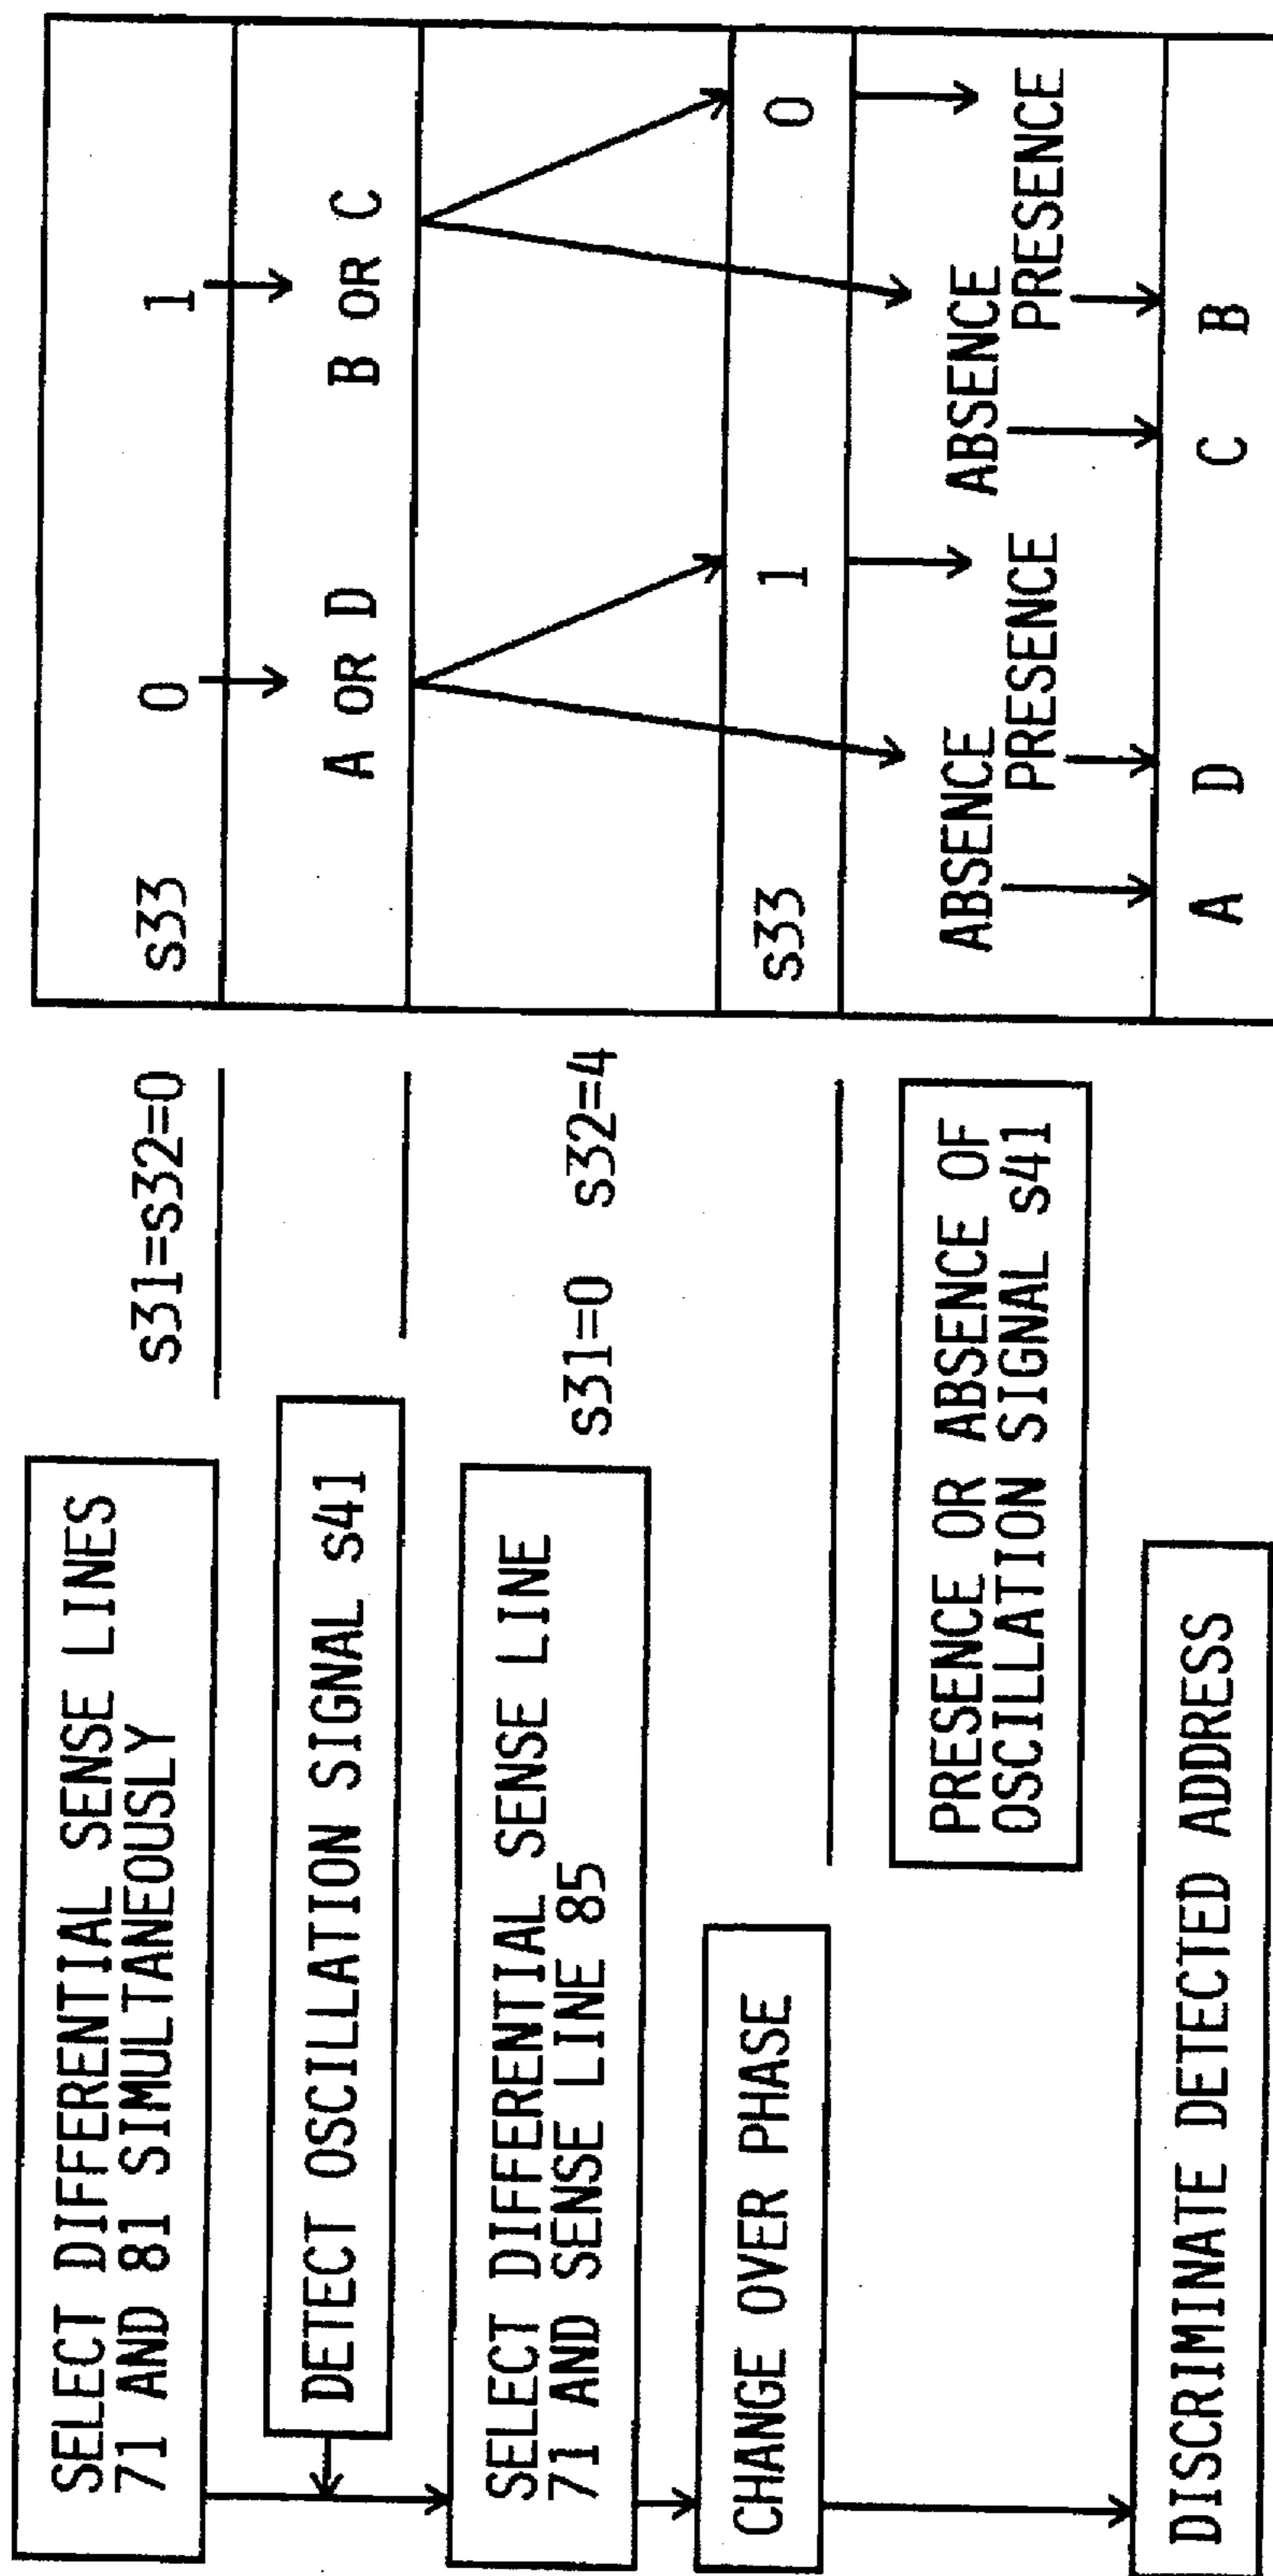 SELECT DIFFERENTIAL SENSE LINES
71 AND 81 SIMULTANEOUSLY
s31=s32=0
s33 0 1
DETECT OSCILLATION SIGNAL s41
A OR D B OR C
SELECT DIFFERENTIAL SENSE LINE
71 AND SENSE LINE 85
s31=0 s32=4
CHANGE OVER PHASE
s33 1 0
PRESENCE OR ABSENCE OF
OSCILLATION SIGNAL s41
ABSENCE ABSENCE
PRESENCE PRESENCE
DISCRIMINATE DETECTED ADDRESS
A D C B